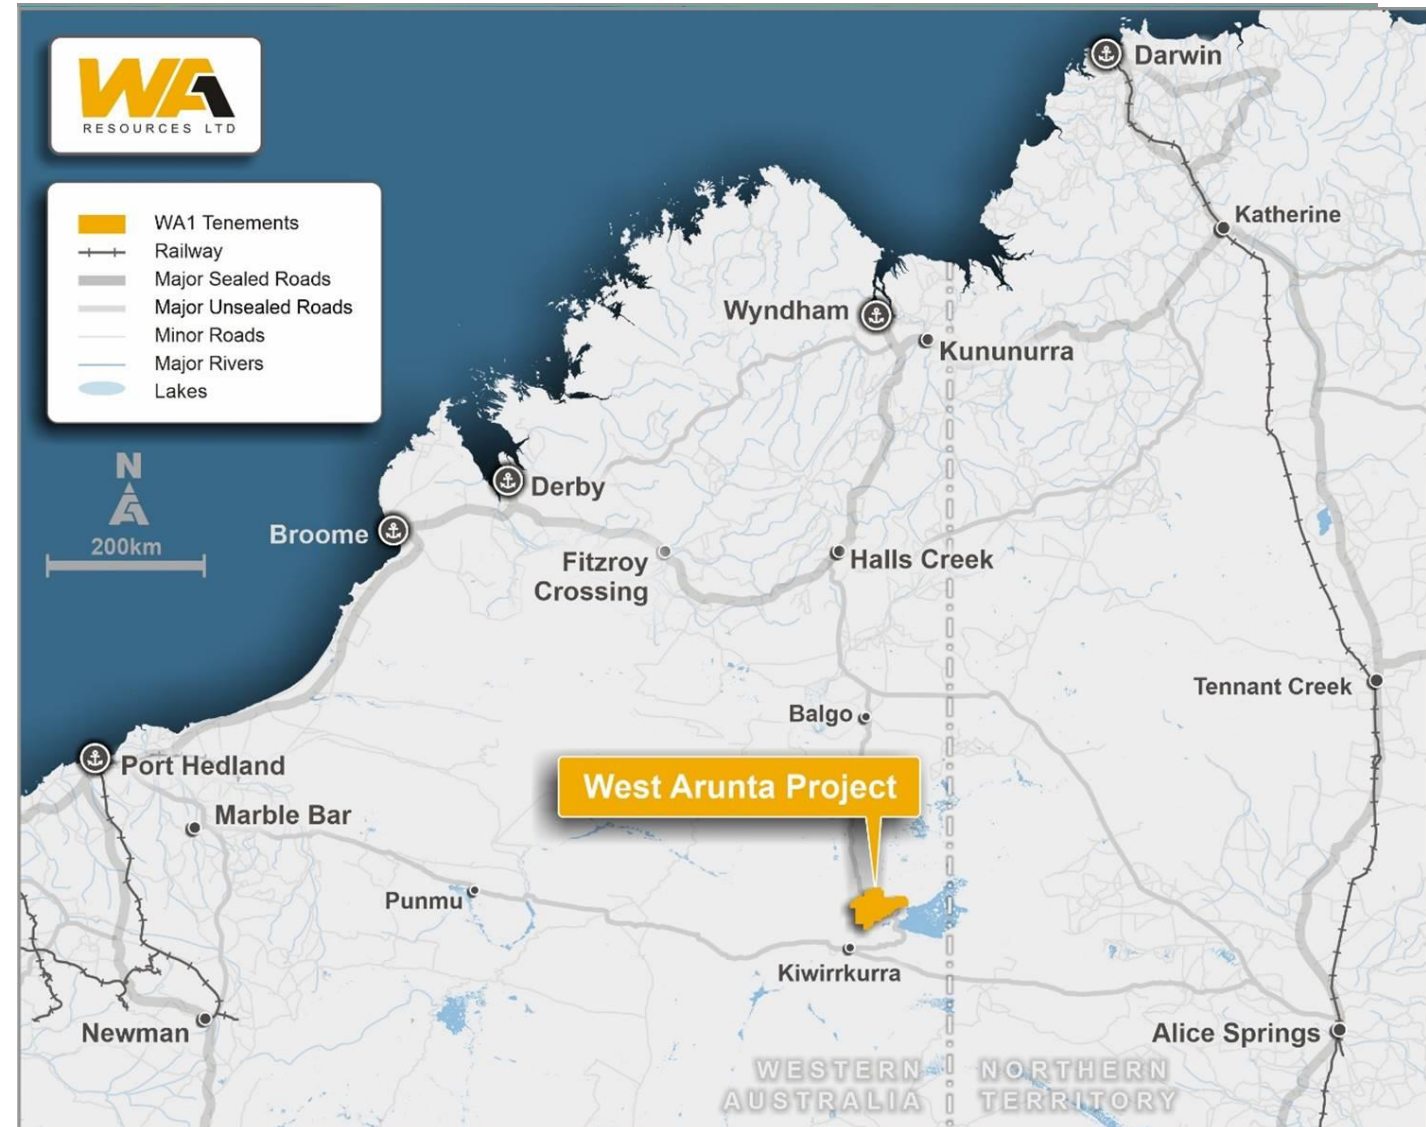 WA
RESOURCES LTD
WA1 Tenements
Railway
Major Sealed Roads
Major Unsealed Roads
Minor Roads
Major Rivers
Lakes
N
200km
Darwin
Katherine
Wyndham
Kununurra
Derby
Broome
Fitzroy
Crossing
Halls Creek
Tennant Creek
Balgo
Port Hedland
West Arunta Project
Marble Bar
Punmu
Kiwirrkurra
Newman
Alice Springs
WESTERN
AUSTRALIA
NORTHERN
TERRITORY